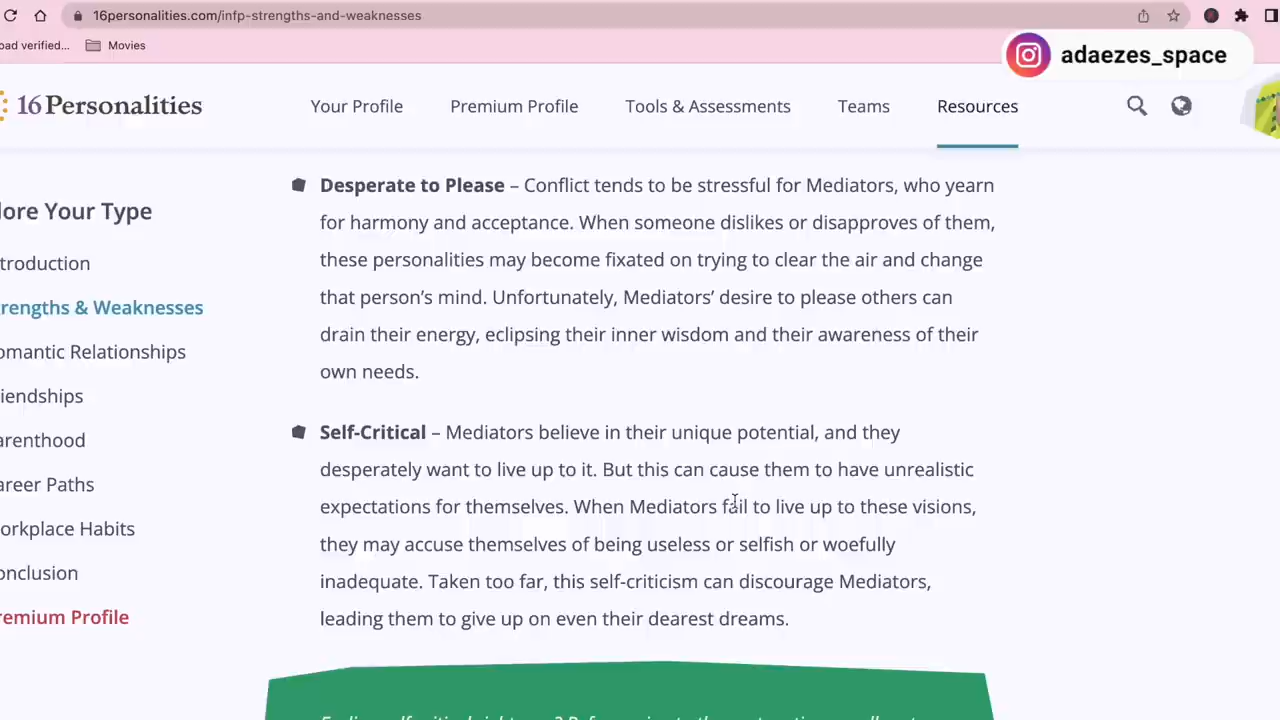 16personalities.com/infp-strengths-and-weaknesses
oad verified...
Movies
adaezes_space
16Personalities
Your Profile
Premium Profile
Tools & Assessments
Teams
Resources
lore Your Type
troduction
rengths & Weaknesses
omantic Relationships
iendships
arenthood
areer Paths
orkplace Habits
onclusion
remium Profile
Desperate to Please – Conflict tends to be stressful for Mediators, who yearn
for harmony and acceptance. When someone dislikes or disapproves of them,
these personalities may become fixated on trying to clear the air and change
that person's mind. Unfortunately, Mediators' desire to please others can
drain their energy, eclipsing their inner wisdom and their awareness of their
own needs.
Self-Critical – Mediators believe in their unique potential, and they
desperately want to live up to it. But this can cause them to have unrealistic
expectations for themselves. When Mediators fail to live up to these visions,
they may accuse themselves of being useless or selfish or woefully
inadequate. Taken too far, this self-criticism can discourage Mediators,
leading them to give up on even their dearest dreams.